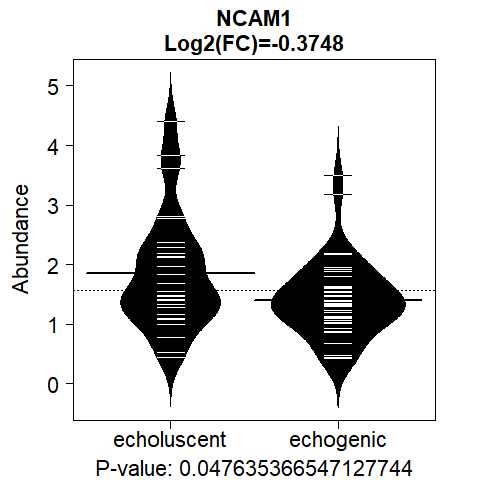 NCAM1
Log2(FC)=-0.3748
5
4
3
2
1
0
Abundance
echoluscent echogenic
P-value: 0.047635366547127744